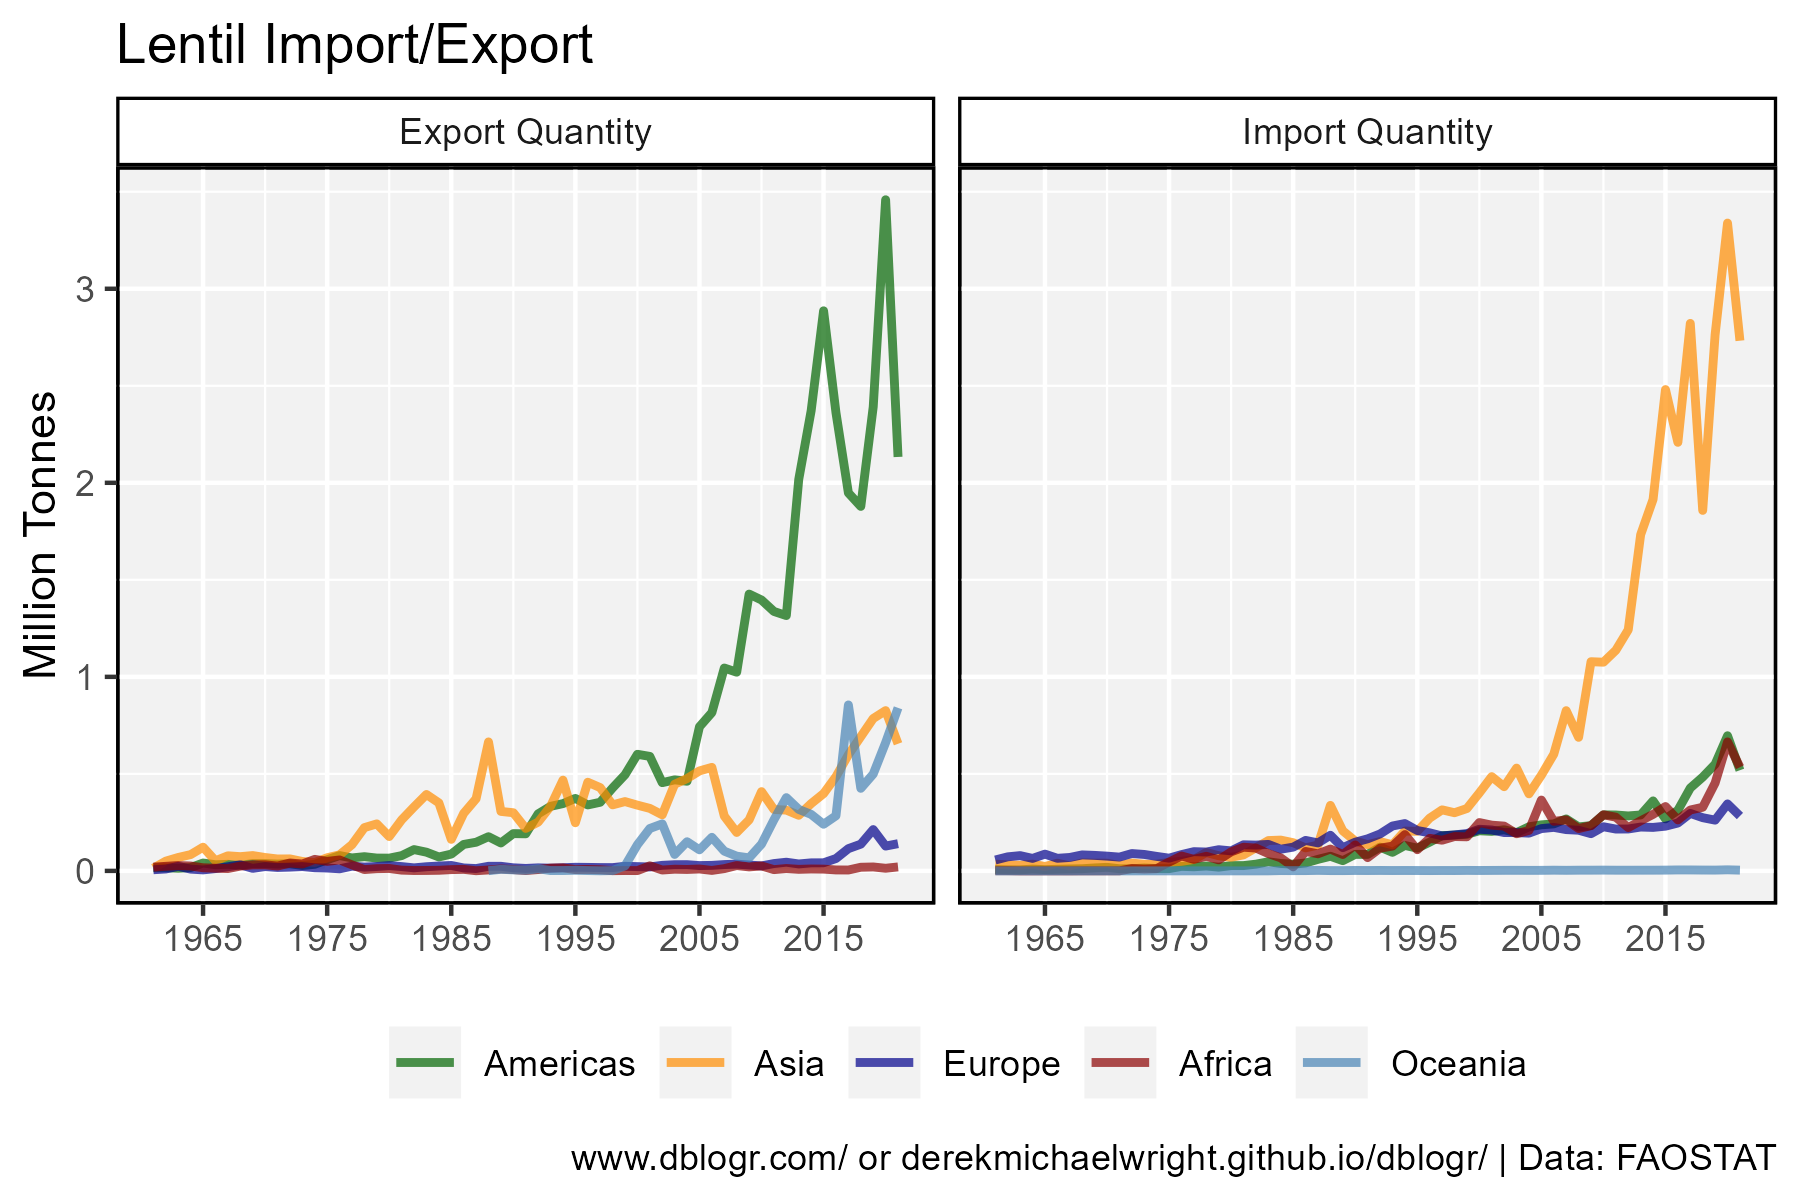 Lentil Import/Export
Export Quantity
Import Quantity
Million Tonnes
3
2
1
0
1965 1975 1985 1995 2005 2015
1965 1975 1985 1995 2005 2015
Americas Asia Europe Africa Oceania
www.dblogr.com/ or derekmichaelwright.github.io/dblogr/ | Data: FAOSTAT